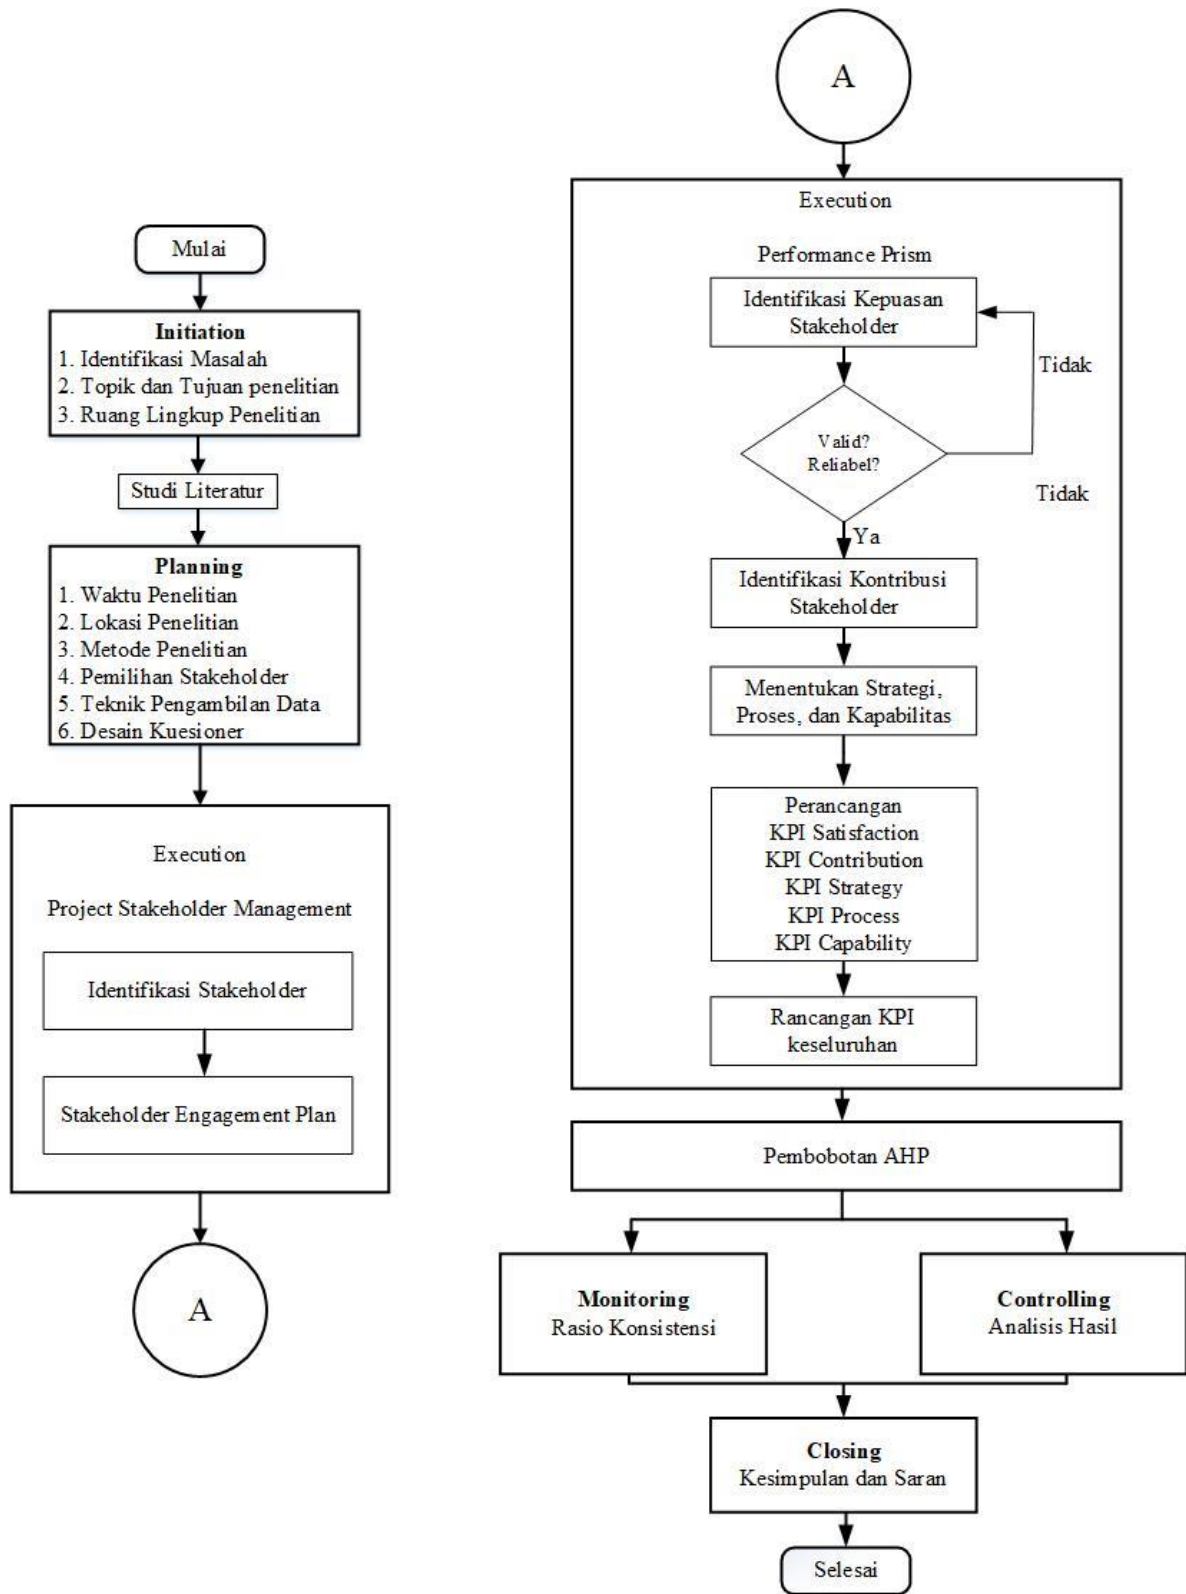 Mulai
Initiation
1. Identifikasi Masalah
2. Topik dan Tujuan penelitian
3. Ruang Lingkup Penelitian
Studi Literatur
Planning
1. Waktu Penelitian
2. Lokasi Penelitian
3. Metode Penelitian
4. Pemilihan Stakeholder
5. Teknik Pengambilan Data
6. Desain Kuesioner
Execution
Project Stakeholder Management
Identifikasi Stakeholder
Stakeholder Engagement Plan
A
A
Execution
Performance Prism
Identifikasi Kepuasan
Stakeholder
Tidak
Valid?
Reliabel?
Tidak
Ya
Identifikasi Kontribusi
Stakeholder
Menentukan Strategi,
Proses, dan Kapabilitas
Perancangan
KPI Satisfaction
KPI Contribution
KPI Strategy
KPI Process
KPI Capability
Rancangan KPI
keseluruhan
Pembobotan AHP
Monitoring
Rasio Konsistensi
Controlling
Analisis Hasil
Closing
Kesimpulan dan Saran
Selesai